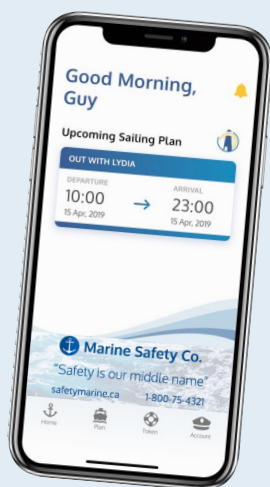 Good Morning,
Guy
Upcoming Sailing Plan
OUT WITH LYDIA
DEPARTURE
ARRIVAL
10:00
→
23:00
15 Apr, 2019
15 Apr, 2019
Marine Safety Co.
"Safety is our middle name"
safetymarine.ca
1-800-75-4321
Home
Plan
Token
Account